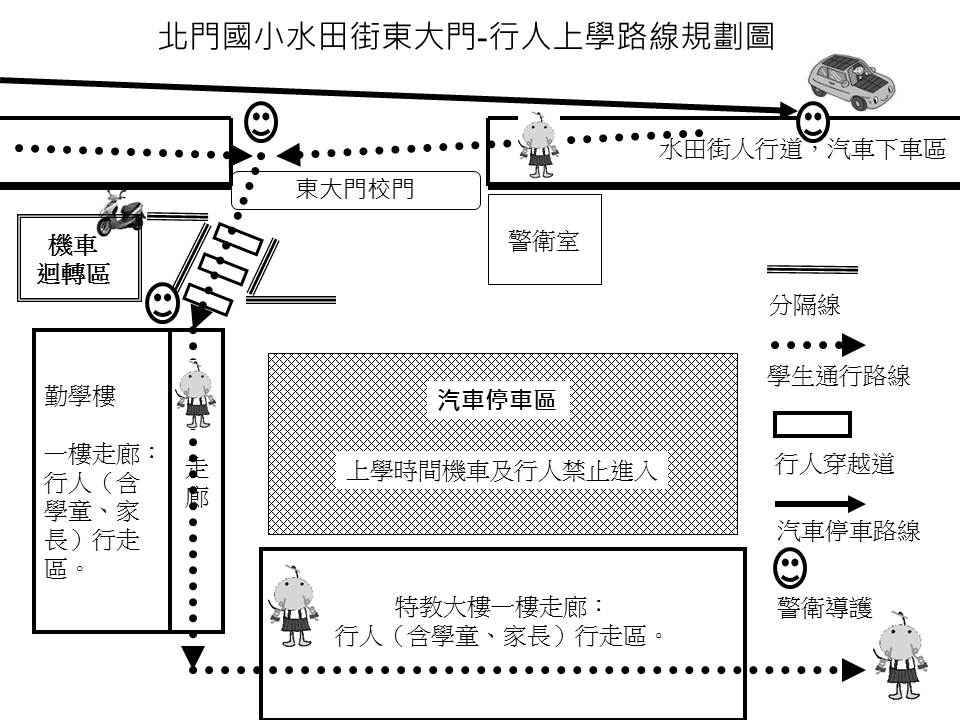 北門國小水田街東大門-行人上學路線規劃圖
水田街人行道，汽車下車區
東大門校門
警衛室
機車
迴轉區
分隔線
學生通行路線
行人穿越道
汽車停車路線
警衛導護
勤學樓
一樓走廊：
行人（含
學童、家
長）行走
區。
走
廊
汽車停車區
上學時間機車及行人禁止進入
特教大樓一樓走廊：
行人（含學童、家長）行走區。